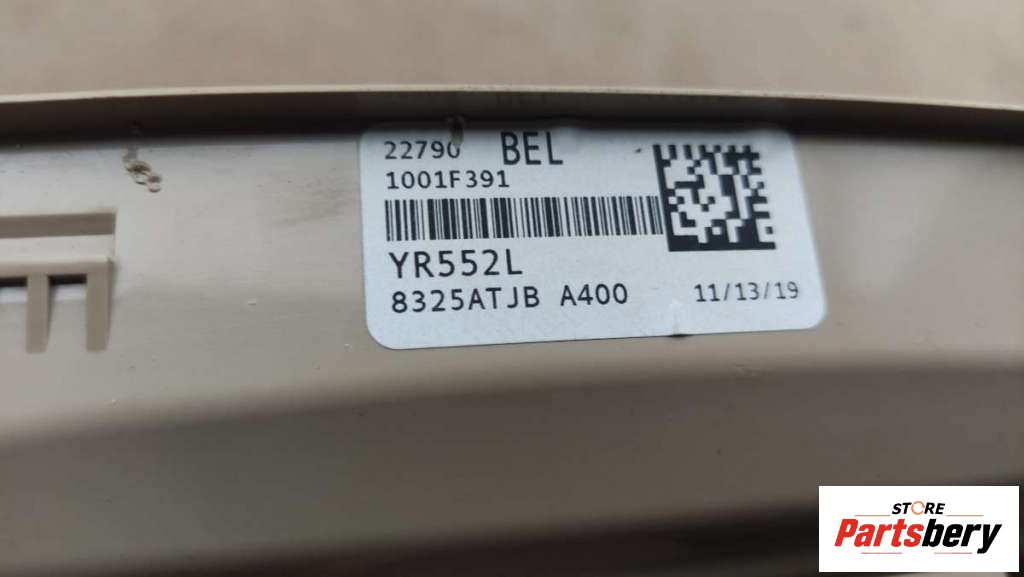 22790 BEL
1001F391
YR552L
8325ATJB A400 11/13/19
STORE
Partsbery